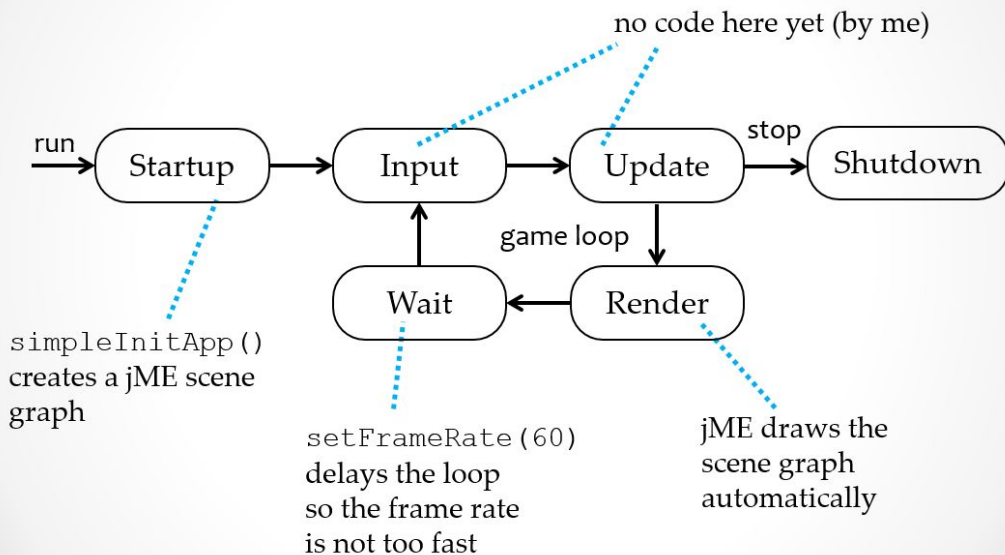 no code here yet (by me)
run
Startup
Input
Update
stop
Shutdown
game loop
Wait
Render
simpleInitApp()
creates a jME scene
graph
setFrameRate(60)
delays the loop
so the frame rate
is not too fast
jME draws the
scene graph
automatically